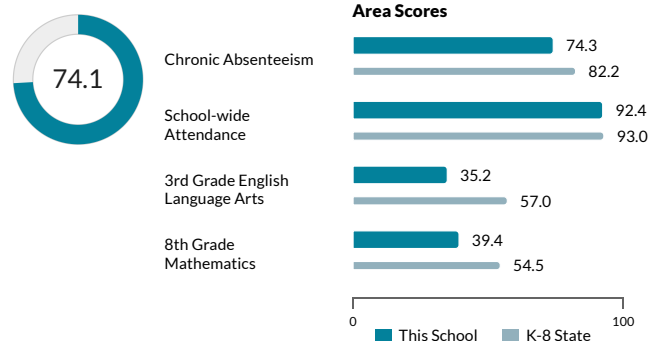 Area Scores
74.1
Chronic Absenteeism
74.3
82.2
School-wide
Attendance
92.4
93.0
3rd Grade English
Language Arts
35.2
57.0
8th Grade
Mathematics
39.4
54.5
0
100
This School
K-8 State